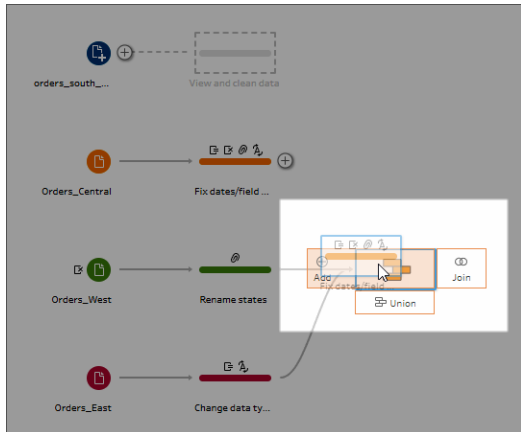 orders_south_...
View and clean data
Orders_Central
Fix dates/field ...
Add
Join
Fix dates/field ...
Union
Orders_West
Rename states
Orders_East
Change data ty...